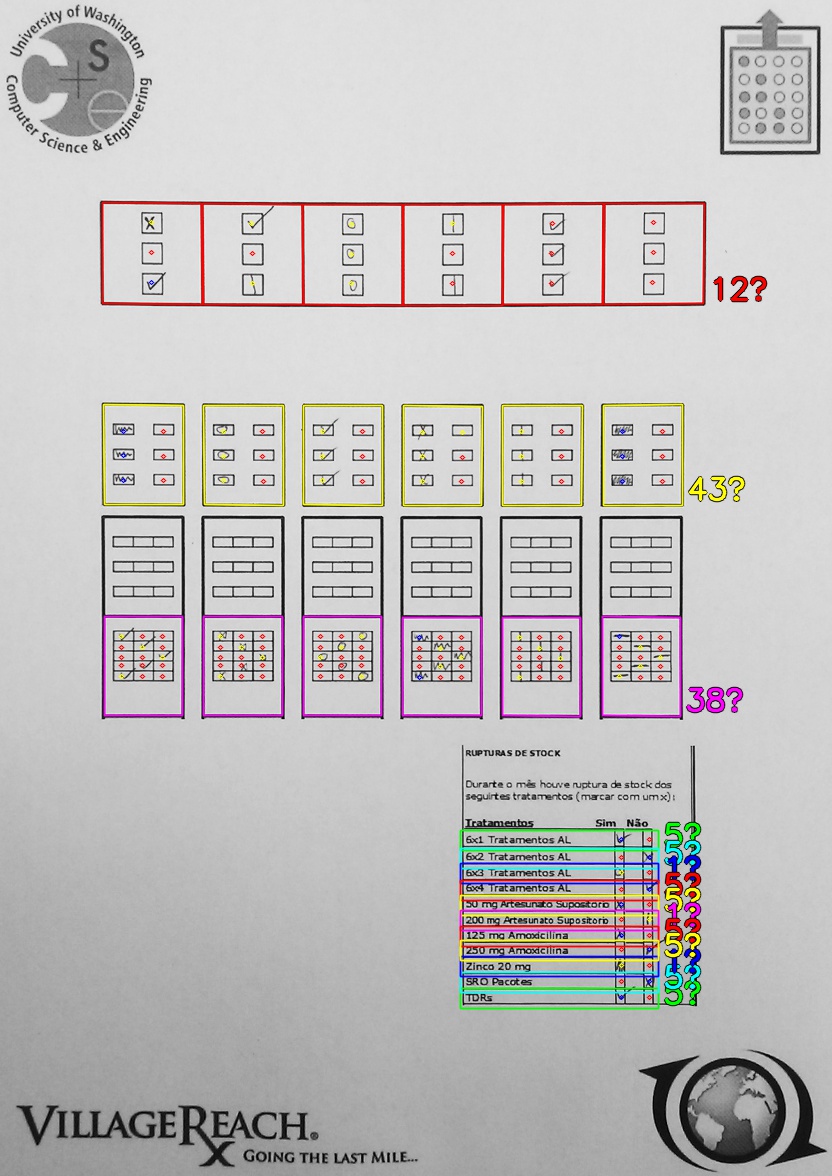 University of Washington
Computer Science & Engineering
CSe
12?
43?
38?
RUPTURAS DE STOCK
Durante o mês houve ruptura de stock dos
seguintes tratamentos (marcar com um x):
Tratamentos Sim Não
6x1 Tratamentos AL 5?
6x2 Tratamentos AL 5?
6x3 Tratamentos AL 1?
6x4 Tratamentos AL 5?
50 mg Artesunato Supositorio 5?
200 mg Artesunato Supositorio 1?
125 mg Amoxicilina 5?
250 mg Amoxicilina
Zinco 20 mg 1?
SRO Pacotes 5?
TDRs
VILLAGEREACH®
GOING THE LAST MILE...